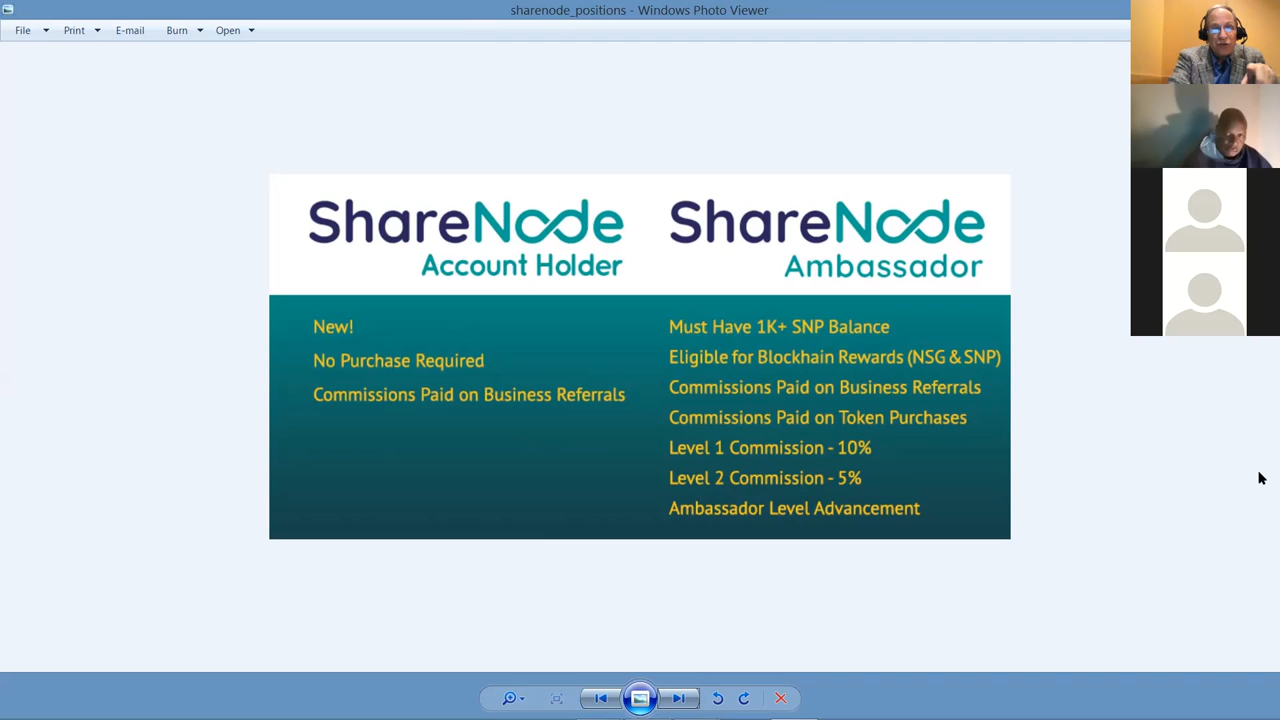 sharenode_positions - Windows Photo Viewer
File Print E-mail Burn Open
ShareNode
Account Holder
ShareNode
Ambassador
New!
No Purchase Required
Commissions Paid on Business Referrals
Must Have 1K+ SNP Balance
Eligible for Blockhain Rewards (NSG & SNP)
Commissions Paid on Business Referrals
Commissions Paid on Token Purchases
Level 1 Commission - 10%
Level 2 Commission - 5%
Ambassador Level Advancement